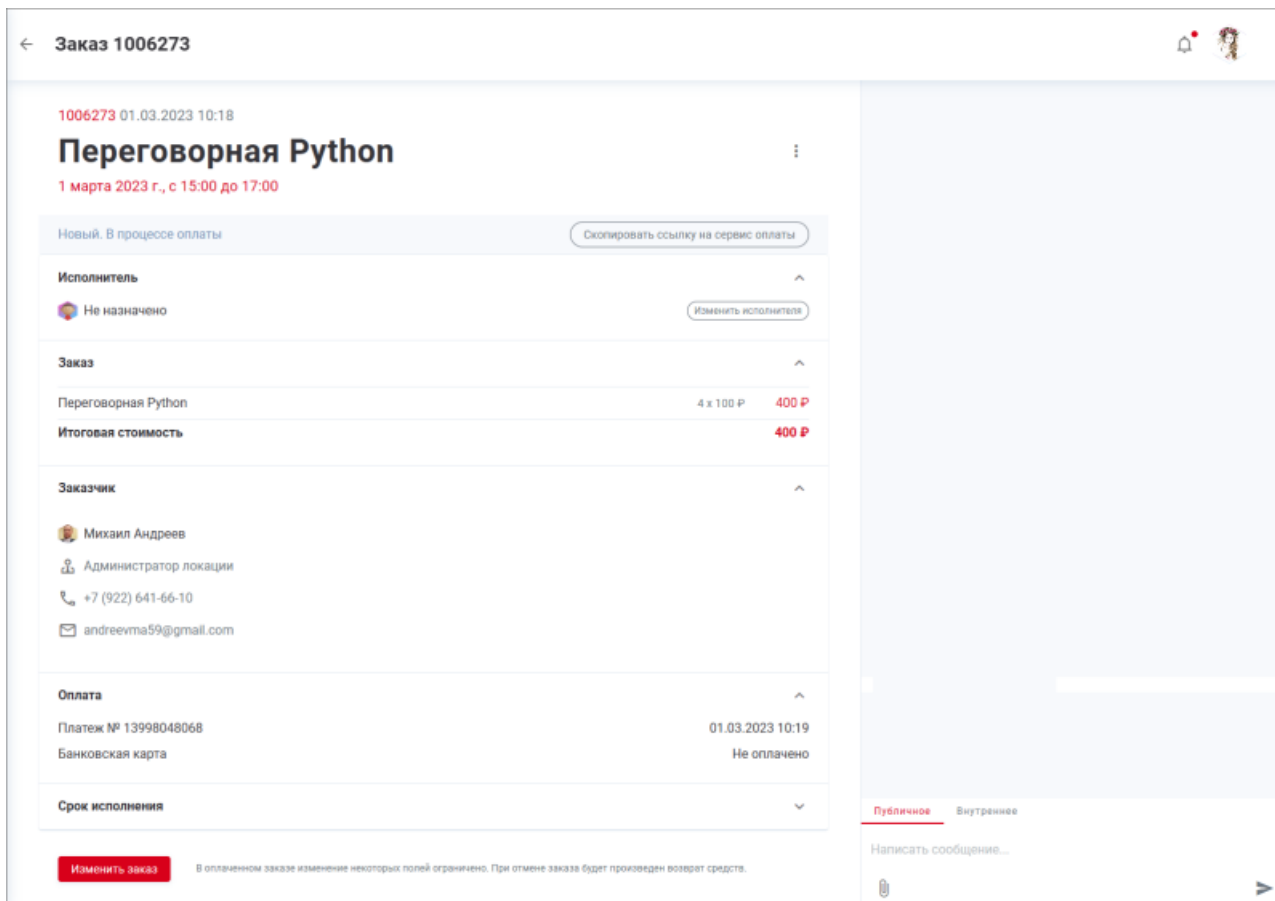 Заказ 1006273
1006273 01.03.2023 10:18
Переговорная Python
1 марта 2023 г., с 15:00 до 17:00
Новый. В процессе оплаты
Скопировать ссылку на сервис оплаты
Исполнитель
Не назначено
Изменить исполнителя
Заказ
Переговорная Python 4 x 100 ₽ 400 ₽
Итоговая стоимость 400 ₽
Заказчик
Михаил Андреев
Администратор локации
+7 (922) 641-66-10
andreevma59@gmail.com
Оплата
Платеж № 13998048068 01.03.2023 10:19
Банковская карта Не оплачено
Срок исполнения
Публичное Внутреннее
Написать сообщение...
Изменить заказ
В оплаченном заказе изменение некоторых полей ограничено. При отмене заказа будет произведен возврат средств.